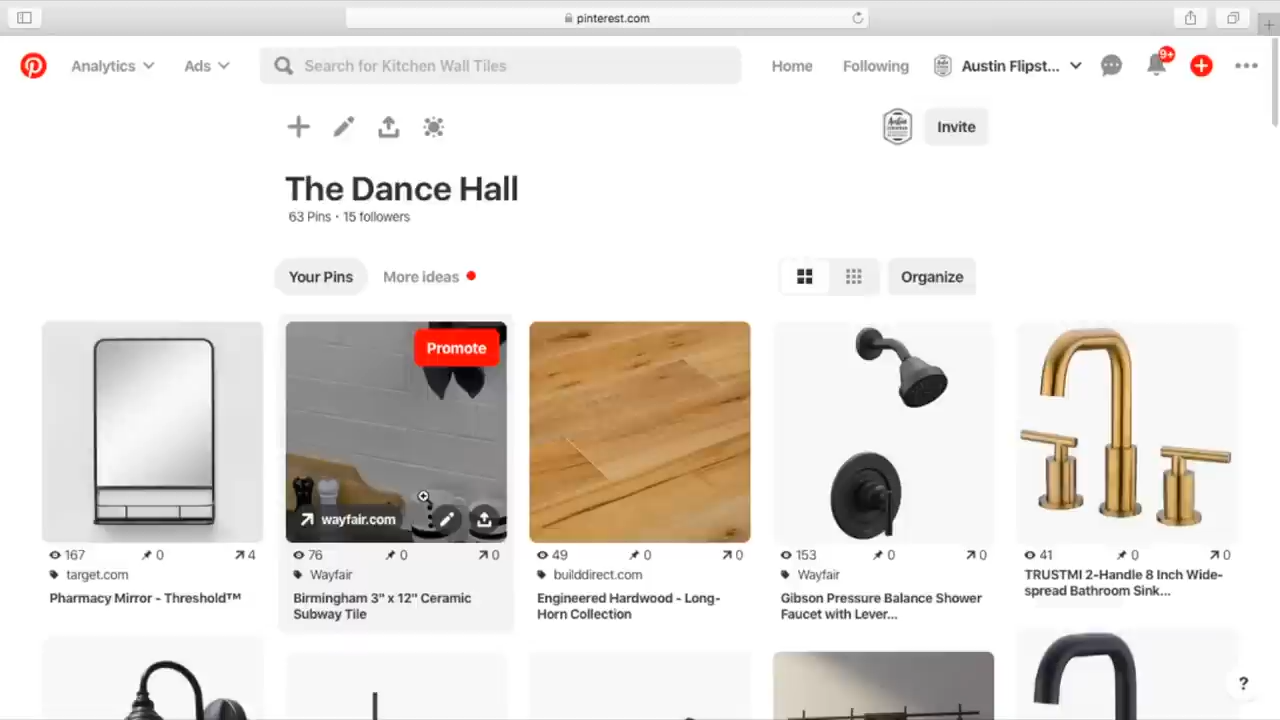 pinterest.com
Analytics
Ads
Search for Kitchen Wall Tiles
Home
Following
Austin Flipst...
9+
Invite
The Dance Hall
63 Pins · 15 followers
Your Pins
More ideas
Organize
Promote
wayfair.com
167 0 4
target.com
Pharmacy Mirror - Threshold™
76 0 0
Wayfair
Birmingham 3" x 12" Ceramic
Subway Tile
49 0 0
builddirect.com
Engineered Hardwood - Long-
Horn Collection
153 0 0
Wayfair
Gibson Pressure Balance Shower
Faucet with Lever...
41 0 0
TRUSTMI 2-Handle 8 Inch Wide-
spread Bathroom Sink...
?